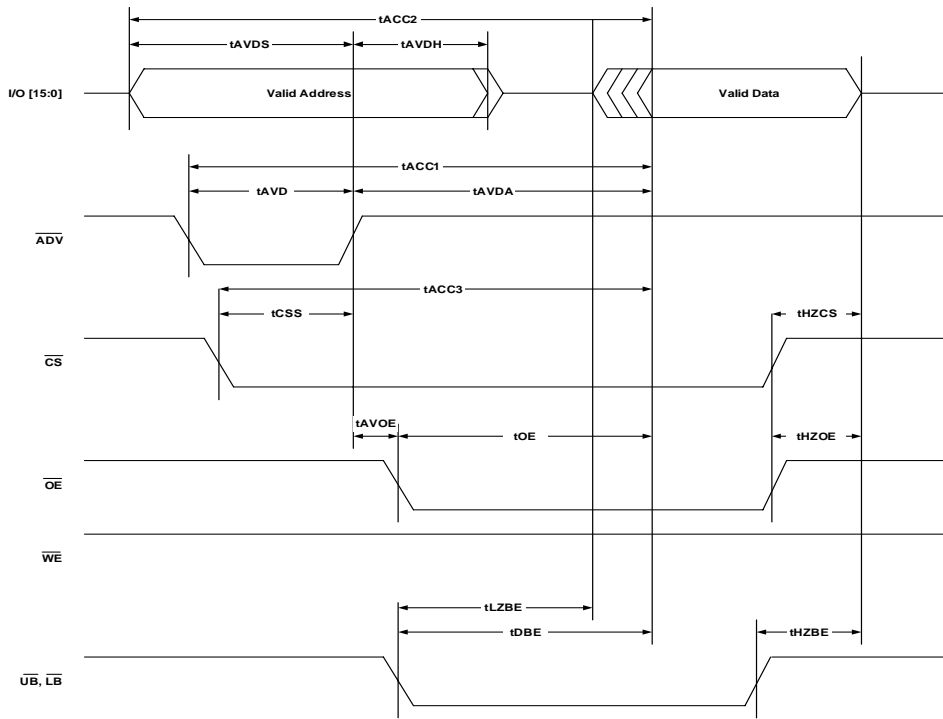 tACC2
tAVDS tAVDH
I/O [15:0] Valid Address Valid Data
tACC1
tAVD tAVDA
ADV
tACC3
tCSS tHZCS
CS
tAVOE
tOE tHZOE
OE
WE
tLZBE
tDBE tHZBE
UB, LB